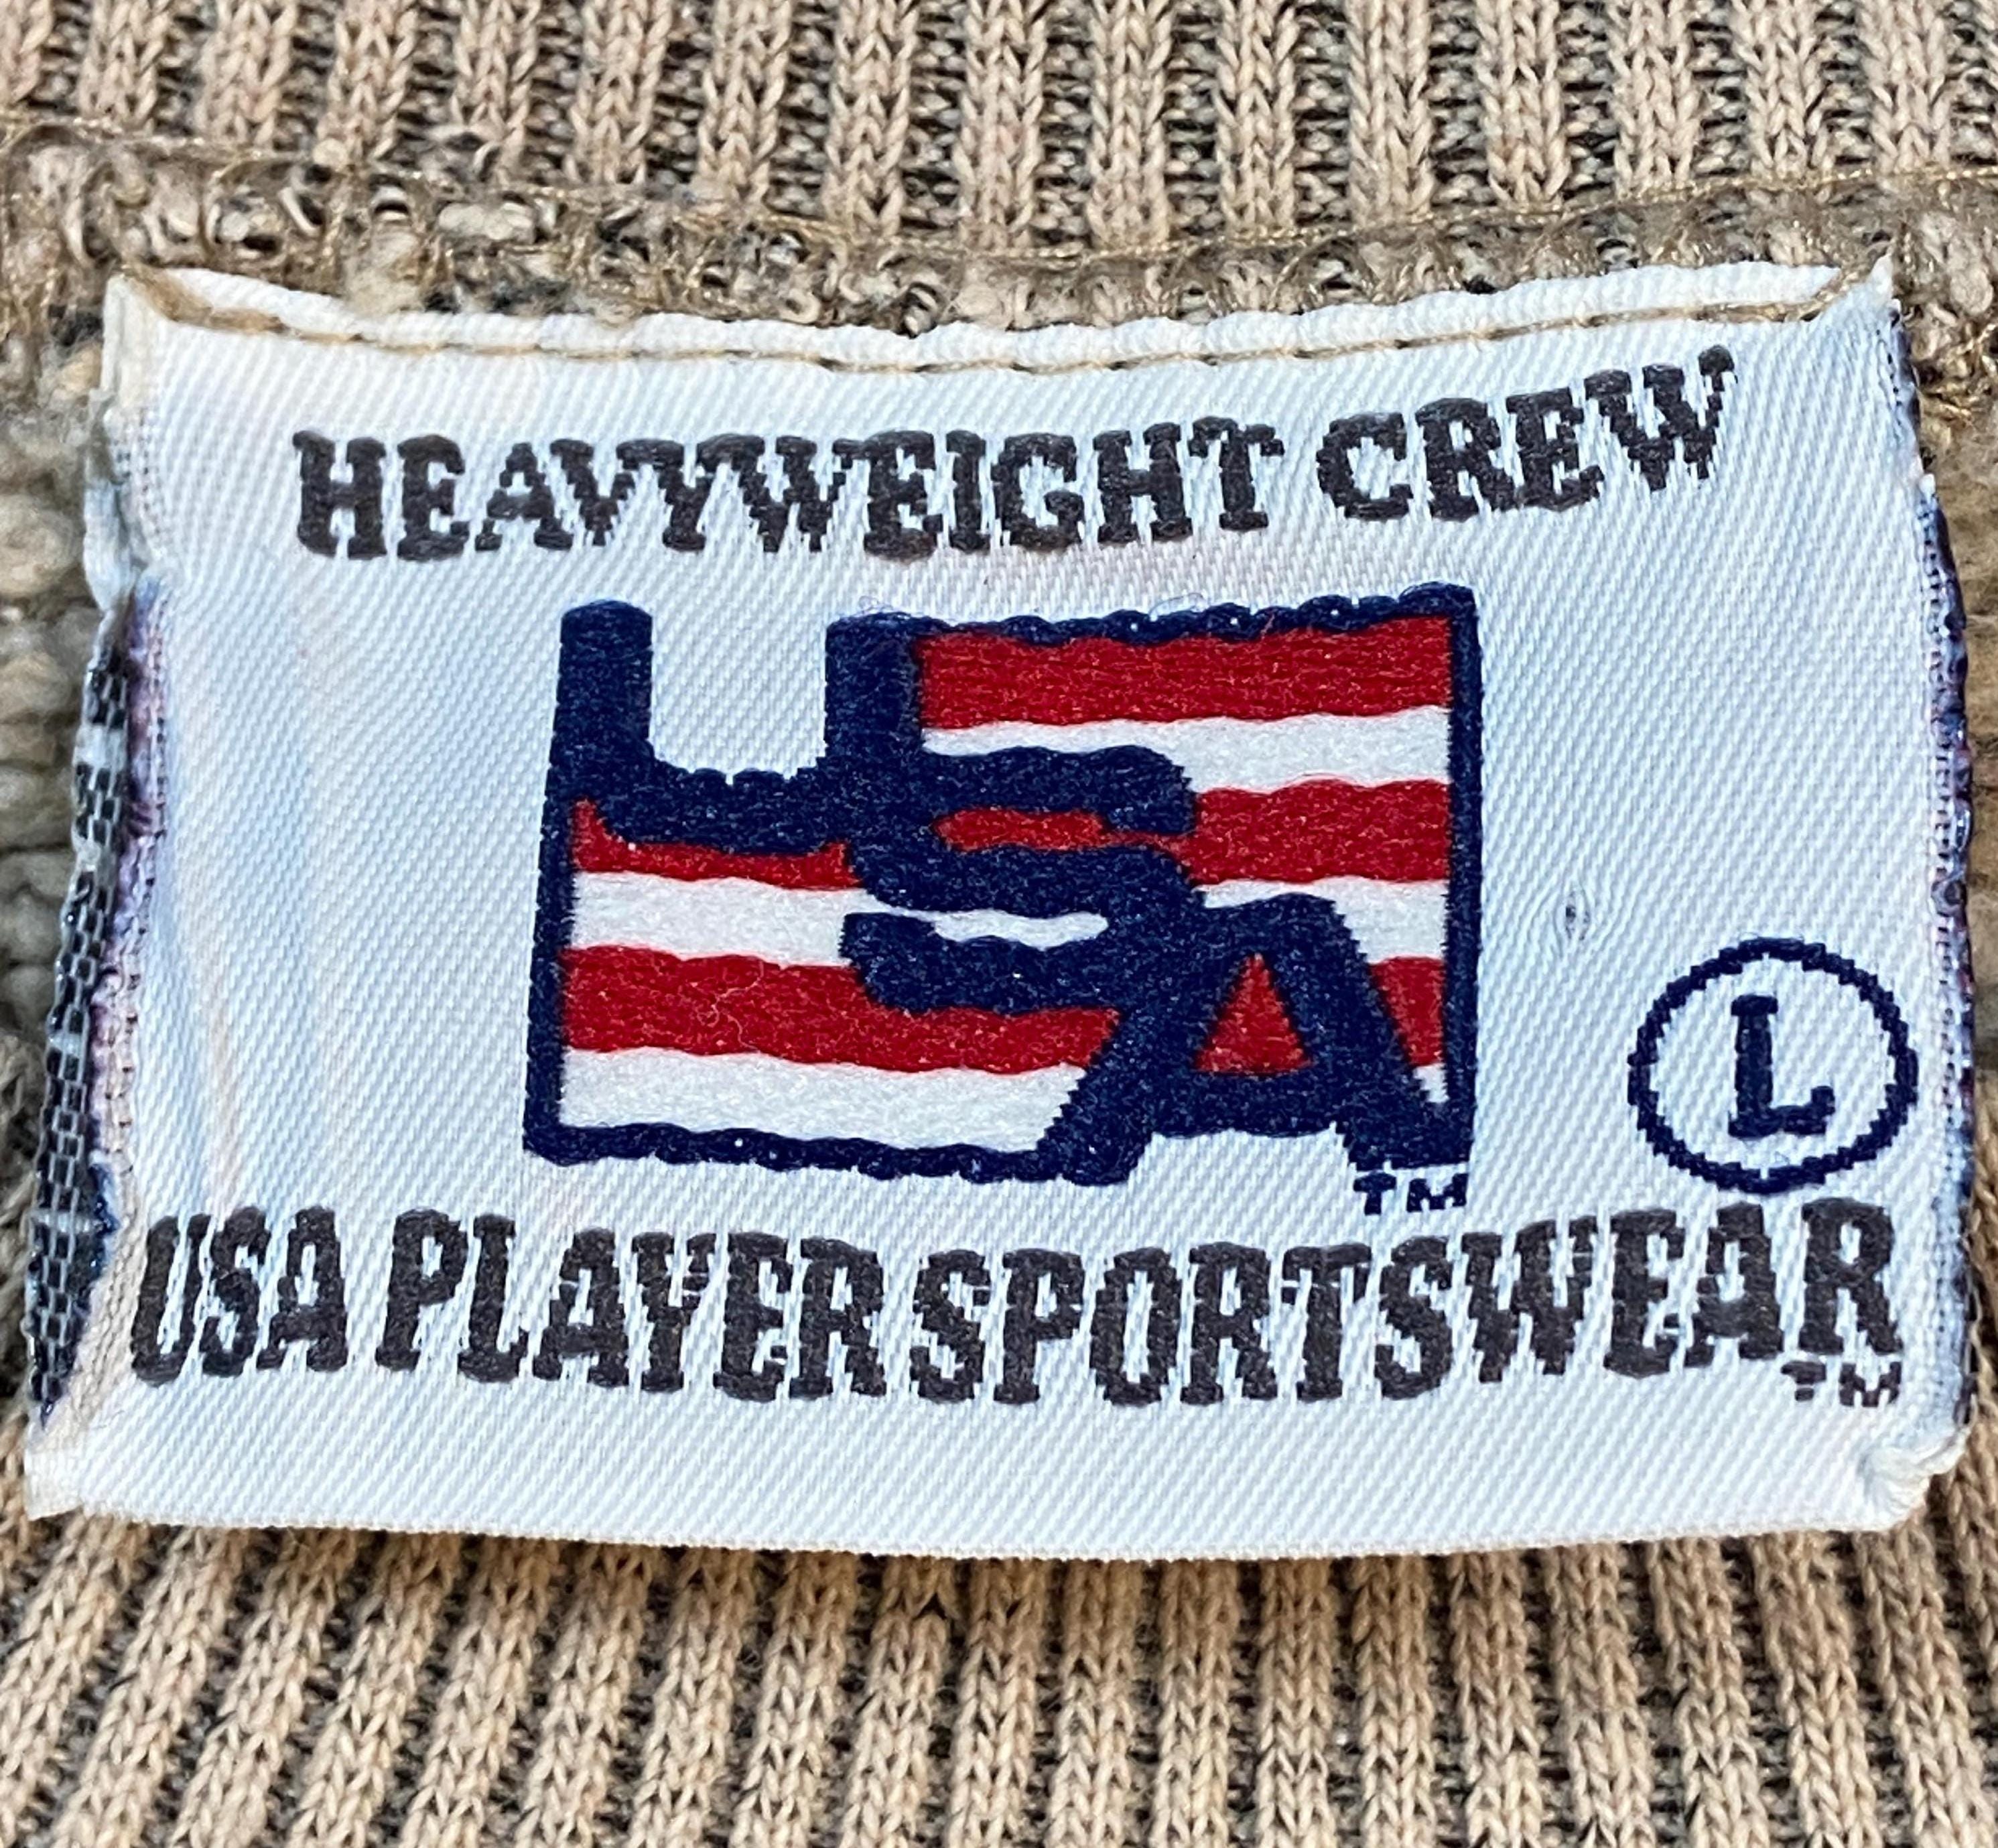 HEAVYWEIGHT CREW
USA
TM
L
USA PLAYER SPORTSWEAR
TM